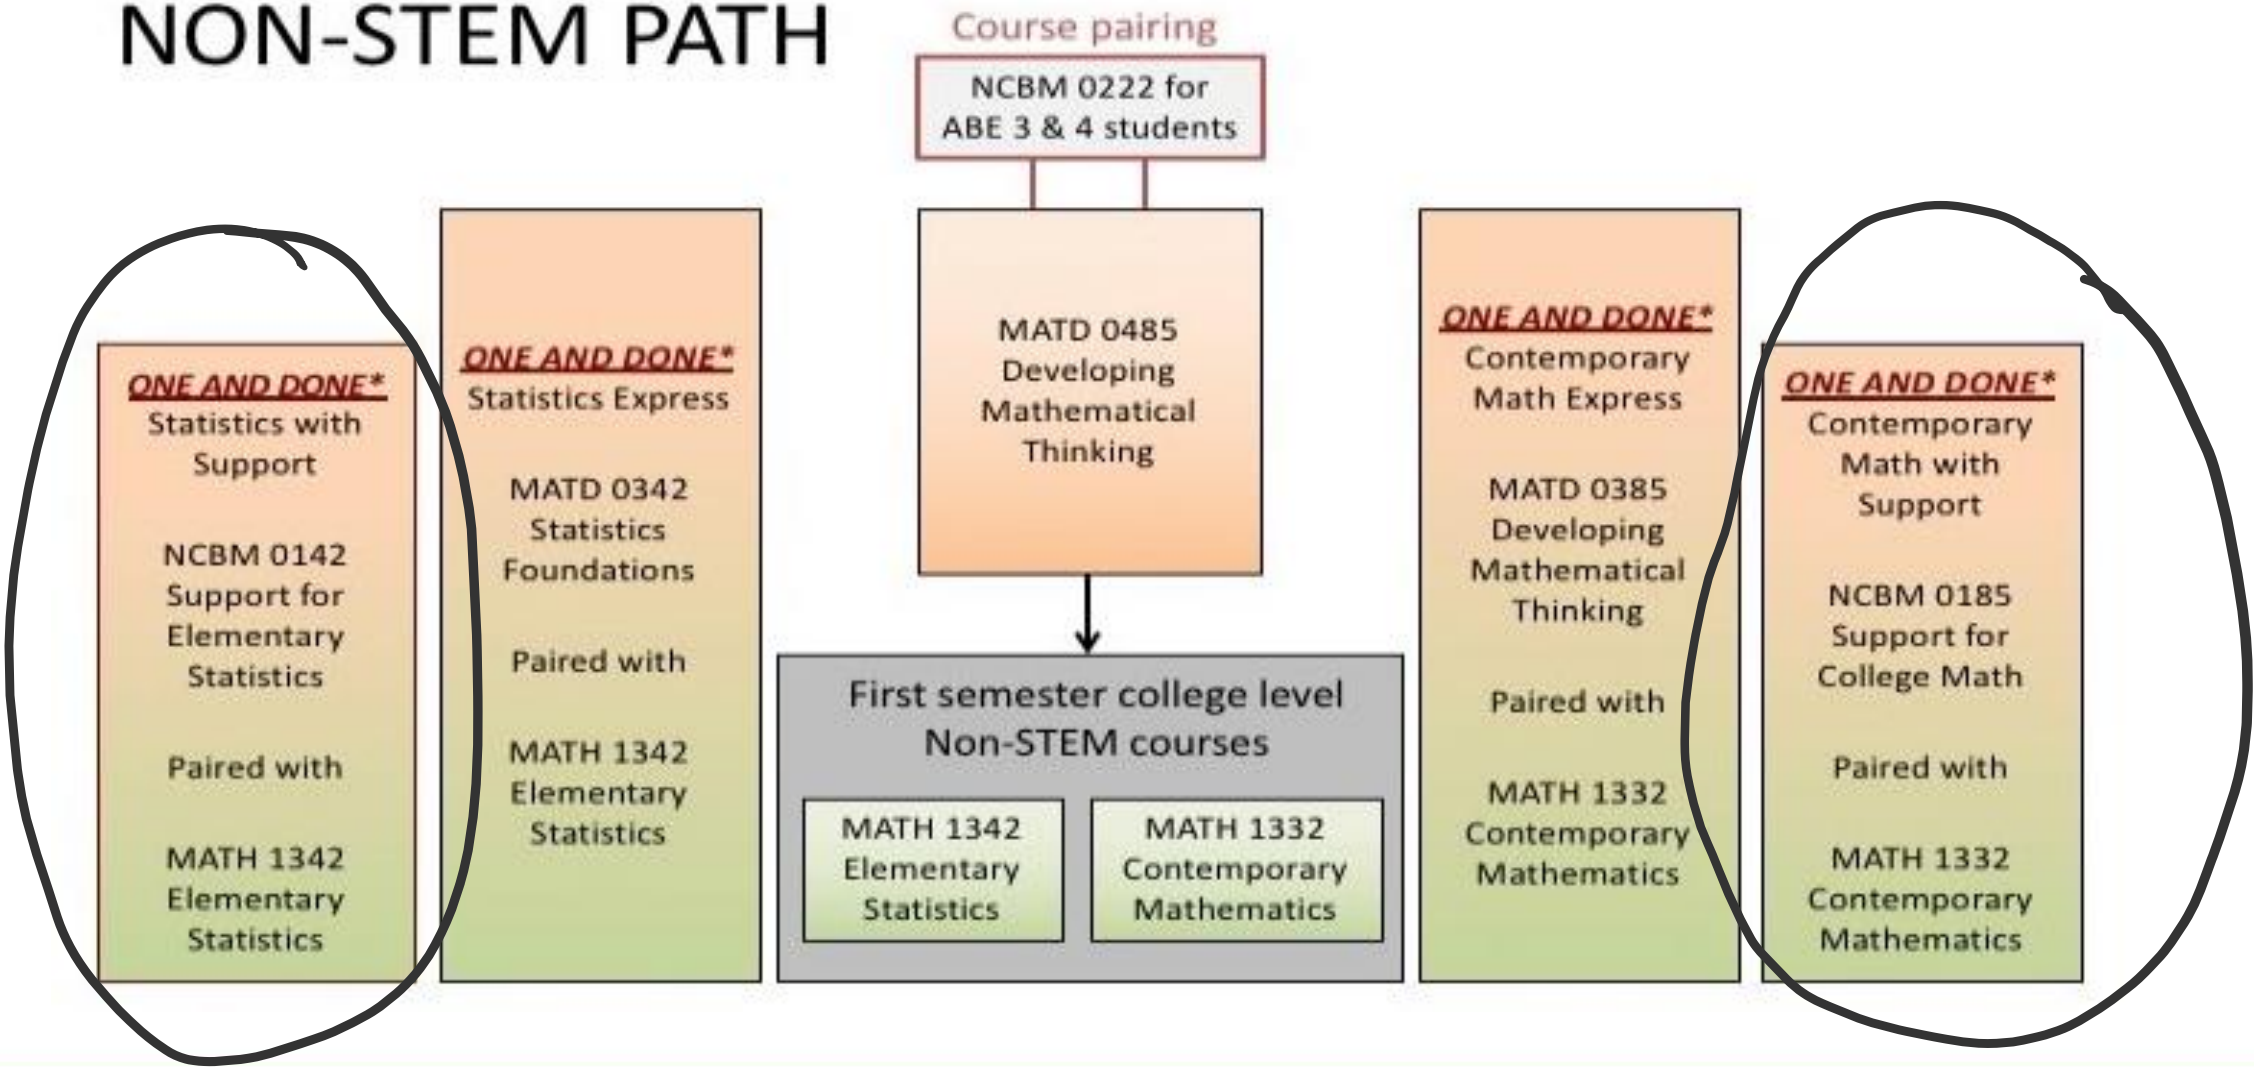 NON-STEM PATH
Course pairing
NCBM 0222 for
ABE 3 & 4 students
ONE AND DONE*
Statistics with
Support
NCBM 0142
Support for
Elementary
Statistics
Paired with
MATH 1342
Elementary
Statistics
ONE AND DONE*
Statistics Express
MATD 0342
Statistics
Foundations
Paired with
MATH 1342
Elementary
Statistics
MATD 0485
Developing
Mathematical
Thinking
First semester college level
Non-STEM courses
MATH 1342
Elementary
Statistics
MATH 1332
Contemporary
Mathematics
ONE AND DONE*
Contemporary
Math Express
MATD 0385
Developing
Mathematical
Thinking
Paired with
MATH 1332
Contemporary
Mathematics
ONE AND DONE*
Contemporary
Math with
Support
NCBM 0185
Support for
College Math
Paired with
MATH 1332
Contemporary
Mathematics